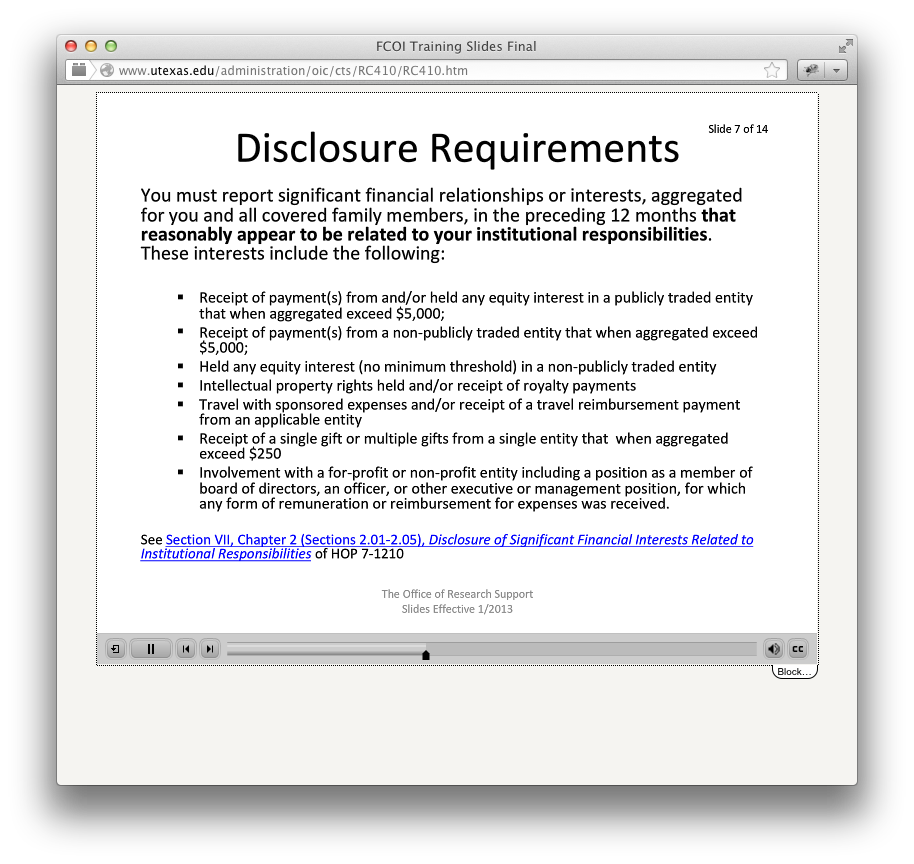 FCOI Training Slides Final
www.utexas.edu/administration/oic/cts/RC410/RC410.htm
Slide 7 of 14
Disclosure Requirements
You must report significant financial relationships or interests, aggregated
for you and all covered family members, in the preceding 12 months that
reasonably appear to be related to your institutional responsibilities.
These interests include the following:
▪ Receipt of payment(s) from and/or held any equity interest in a publicly traded entity
that when aggregated exceed $5,000;
▪ Receipt of payment(s) from a non-publicly traded entity that when aggregated exceed
$5,000;
▪ Held any equity interest (no minimum threshold) in a non-publicly traded entity
▪ Intellectual property rights held and/or receipt of royalty payments
▪ Travel with sponsored expenses and/or receipt of a travel reimbursement payment
from an applicable entity
▪ Receipt of a single gift or multiple gifts from a single entity that  when aggregated
exceed $250
▪ Involvement with a for-profit or non-profit entity including a position as a member of
board of directors, an officer, or other executive or management position, for which
any form of remuneration or reimbursement for expenses was received.
See Section VII, Chapter 2 (Sections 2.01-2.05), Disclosure of Significant Financial Interests Related to
Institutional Responsibilities of HOP 7-1210
The Office of Research Support
Slides Effective 1/2013
CC
Block...